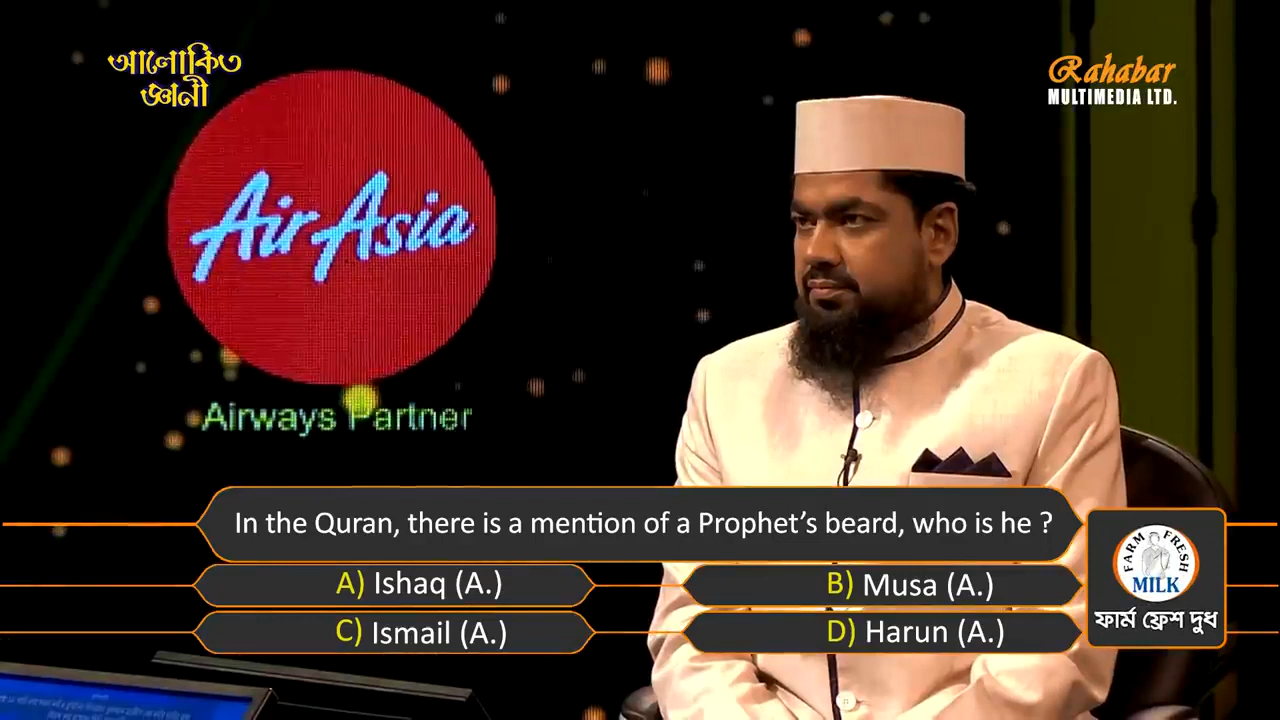 আলোকিত
জ্ঞানী
Rahabar
MULTIMEDIA LTD.
AirAsia
Airways Partner
In the Quran, there is a mention of a Prophet’s beard, who is he ?
A) Ishaq (A.)
B) Musa (A.)
C) Ismail (A.)
D) Harun (A.)
FARM FRESH
MILK
ফার্ম ফ্রেশ দুধ